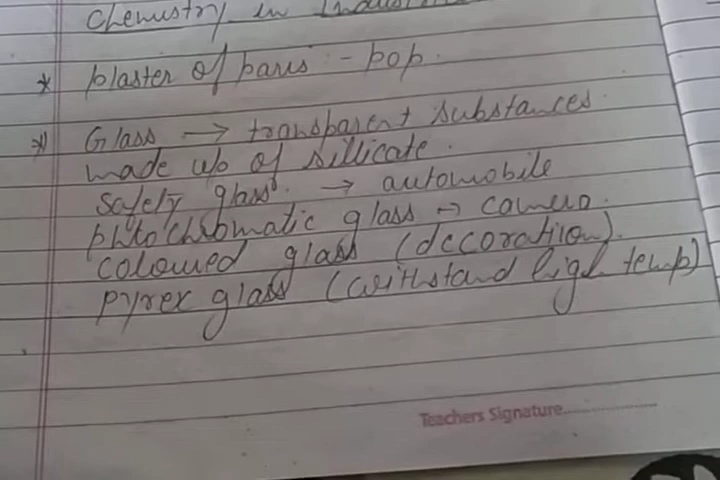 Chemistry in
* plaster of paris - pop.
Glass → transparent substances
made up of sillicate.
safety glass. → automobile
photochromatic glass → camera.
coloured glass (decoration).
pyrex glass (withstand high temp)
Teachers Signature